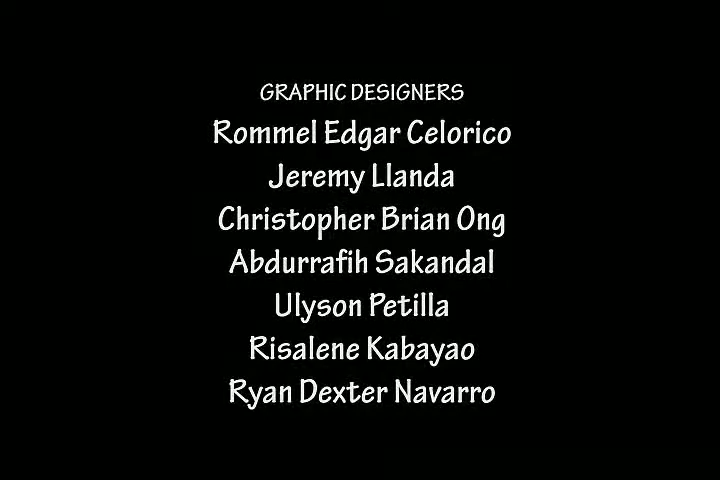 GRAPHIC DESIGNERS
Rommel Edgar Celorico
Jeremy Llanda
Christopher Brian Ong
Abdurrafih Sakandal
Ulyson Petilla
Risalene Kabayao
Ryan Dexter Navarro